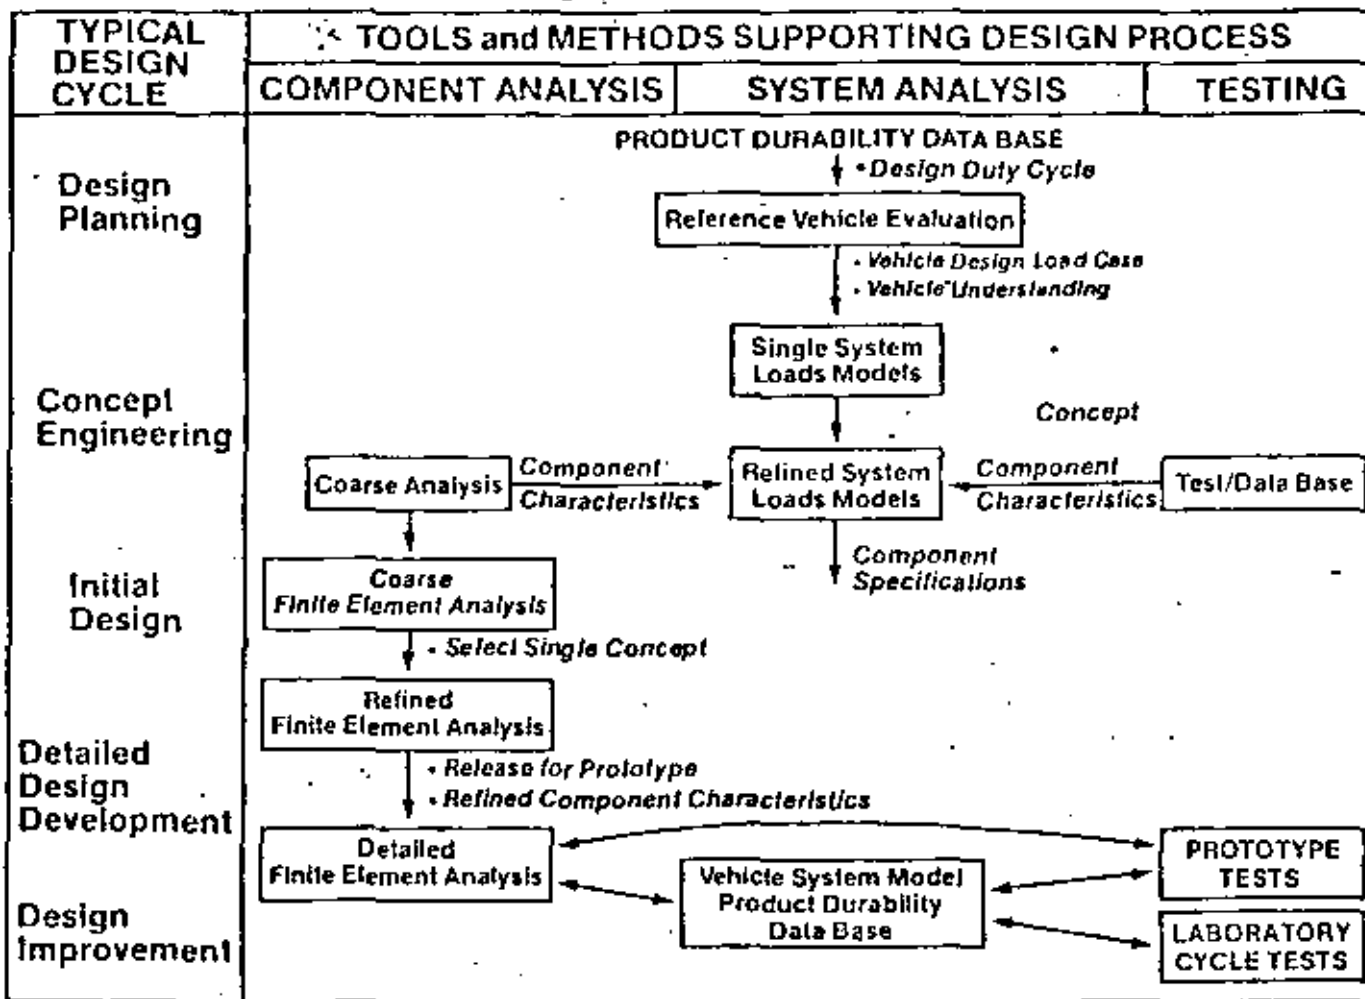 TYPICAL
DESIGN
CYCLE
TOOLS and METHODS SUPPORTING DESIGN PROCESS
COMPONENT ANALYSIS
SYSTEM ANALYSIS
TESTING
PRODUCT DURABILITY DATA BASE
• Design Duty Cycle
Design
Planning
Reference Vehicle Evaluation
• Vehicle Design Load Case
• Vehicle Understanding
Single System
Loads Models
Concept
Engineering
Concept
Coarse Analysis
Component
Characteristics
Refined System
Loads Models
Component
Characteristics
Test/Data Base
Component
Specifications
Initial
Design
Coarse
Finite Element Analysis
• Select Single Concept
Refined
Finite Element Analysis
Detailed
Design
Development
• Release for Prototype
• Refined Component Characteristics
Detailed
Finite Element Analysis
Vehicle System Model
Product Durability
Data Base
PROTOTYPE
TESTS
Design
Improvement
LABORATORY
CYCLE TESTS